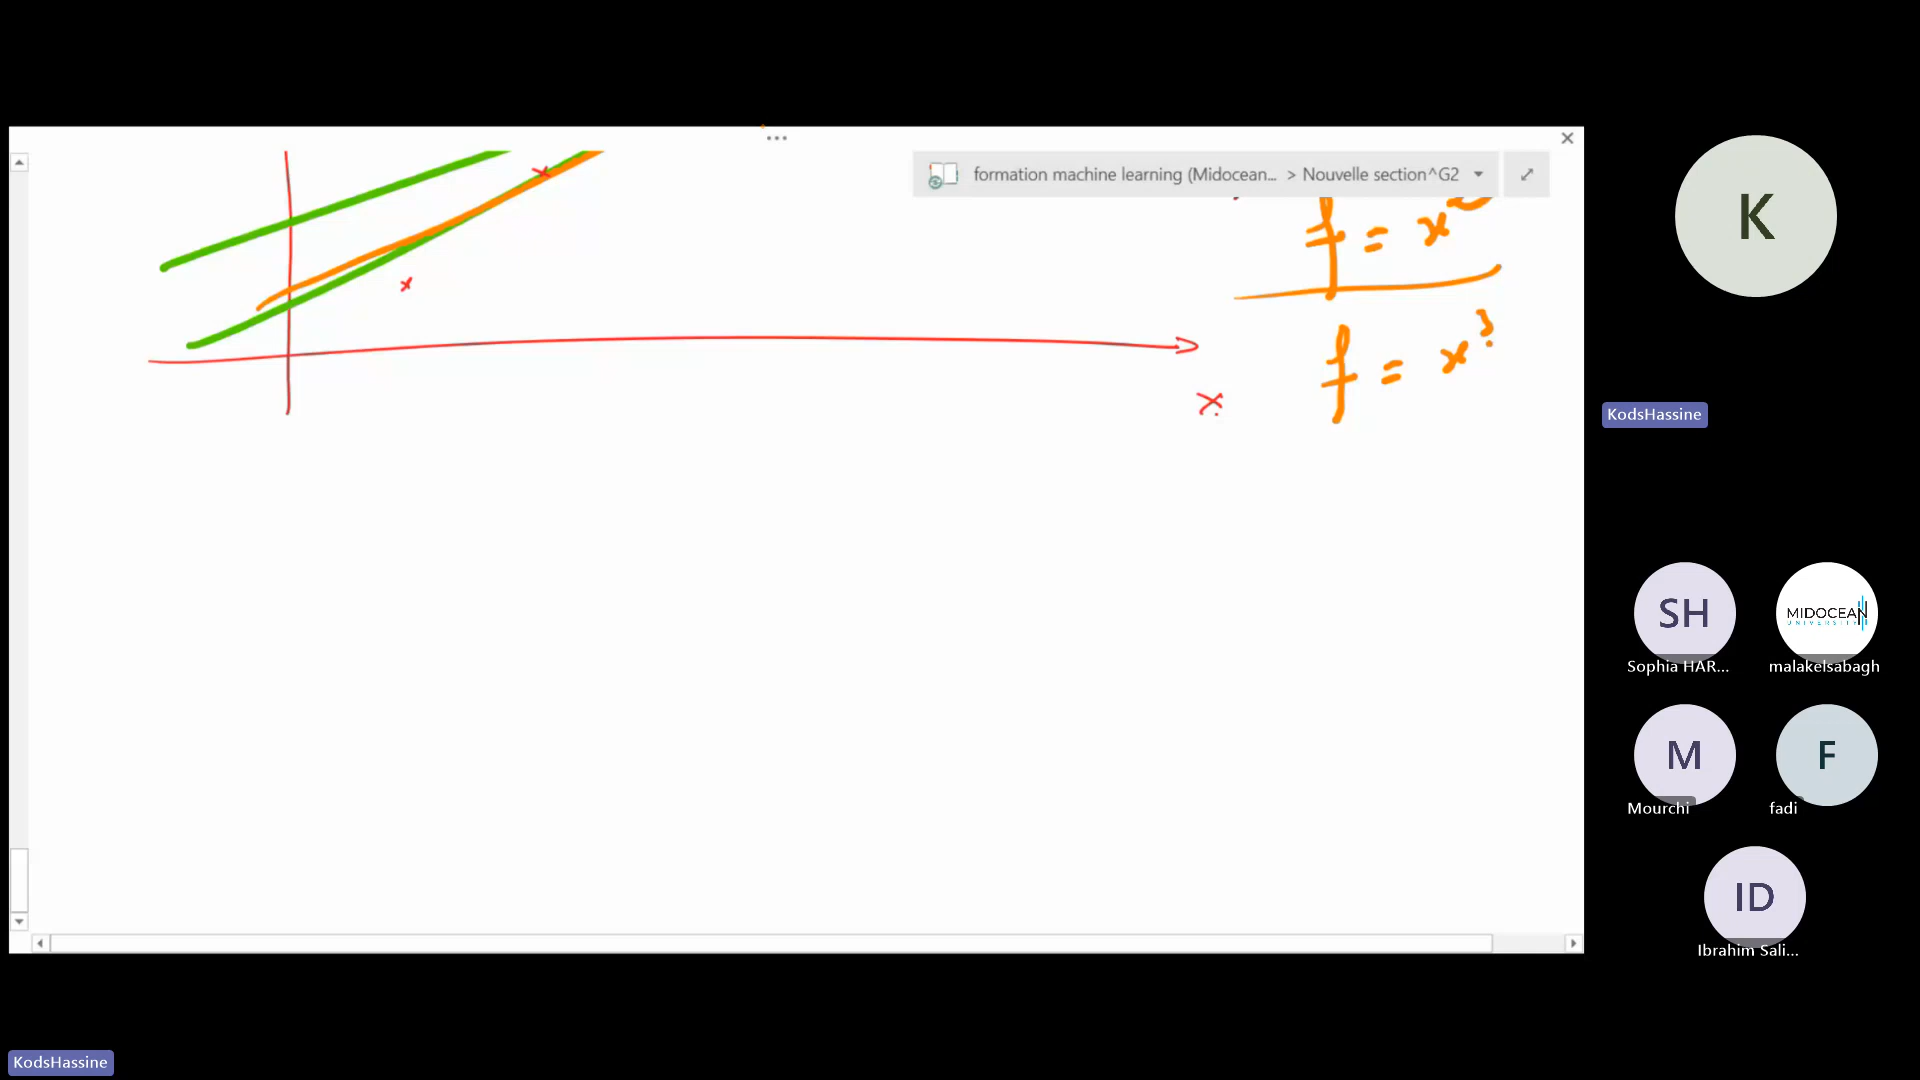 formation machine learning (Midocean... > Nouvelle section^G2
f = x
f = x³
x
K
KodsHassine
SH
Sophia HAR...
MIDOCEAN
UNIVERSITY
malakelsabagh
M
Mourchi
F
fadi
ID
Ibrahim Sali...
KodsHassine